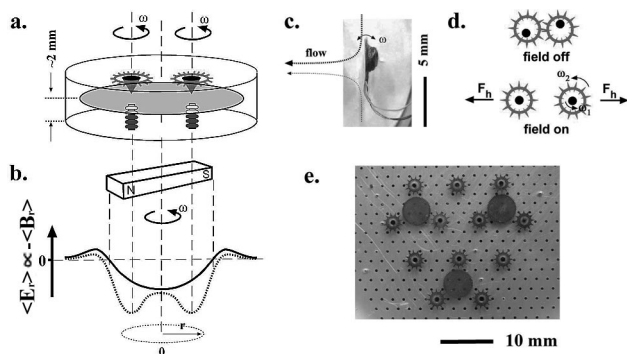 a.
ω
ω
~2 mm
b.
N
S
ω
<E_r> ∝ -<B_r>
0
r
0
c.
ω
flow
5 mm
d.
field off
ω₂
F_h
F_h
ω₁
field on
e.
10 mm